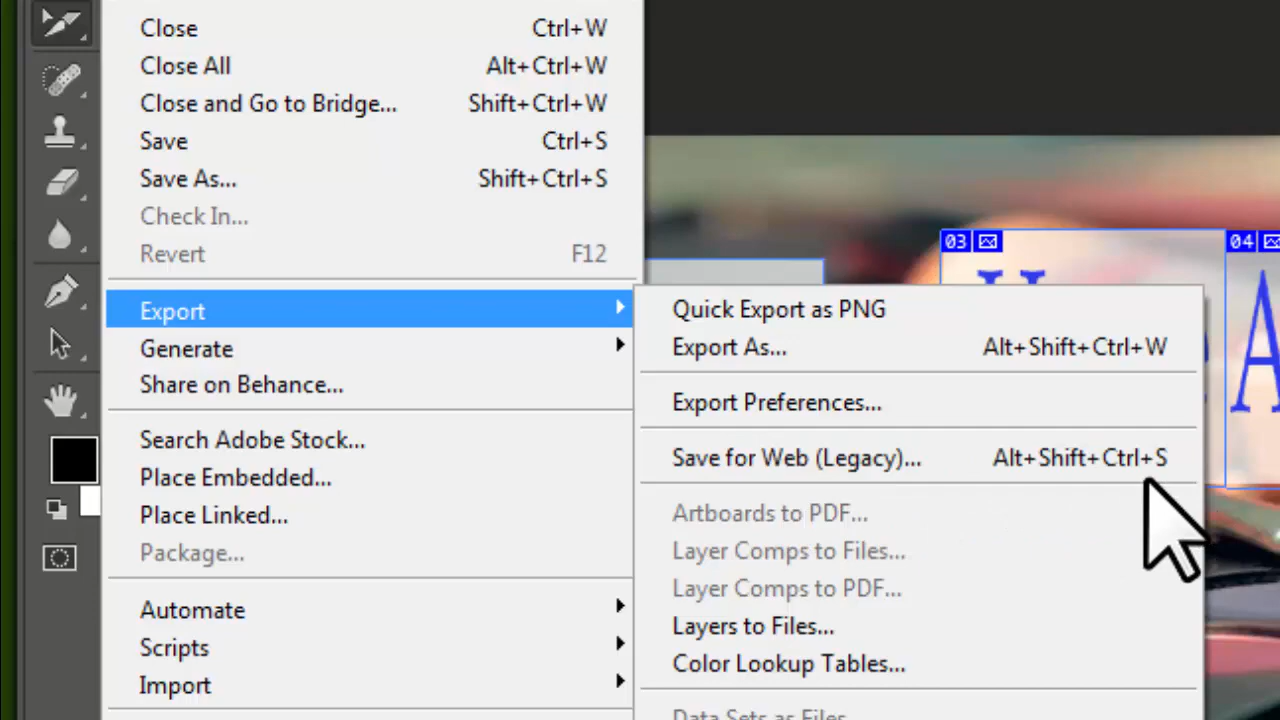 Close Ctrl+W
Close All Alt+Ctrl+W
Close and Go to Bridge... Shift+Ctrl+W
Save Ctrl+S
Save As... Shift+Ctrl+S
Check In...
Revert F12
Export
Generate
Share on Behance...
Search Adobe Stock...
Place Embedded...
Place Linked...
Package...
Automate
Scripts
Import
03
04
A
Quick Export as PNG
Export As... Alt+Shift+Ctrl+W
Export Preferences...
Save for Web (Legacy)... Alt+Shift+Ctrl+S
Artboards to PDF...
Layer Comps to Files...
Layer Comps to PDF...
Layers to Files...
Color Lookup Tables...
Data Sets as Files